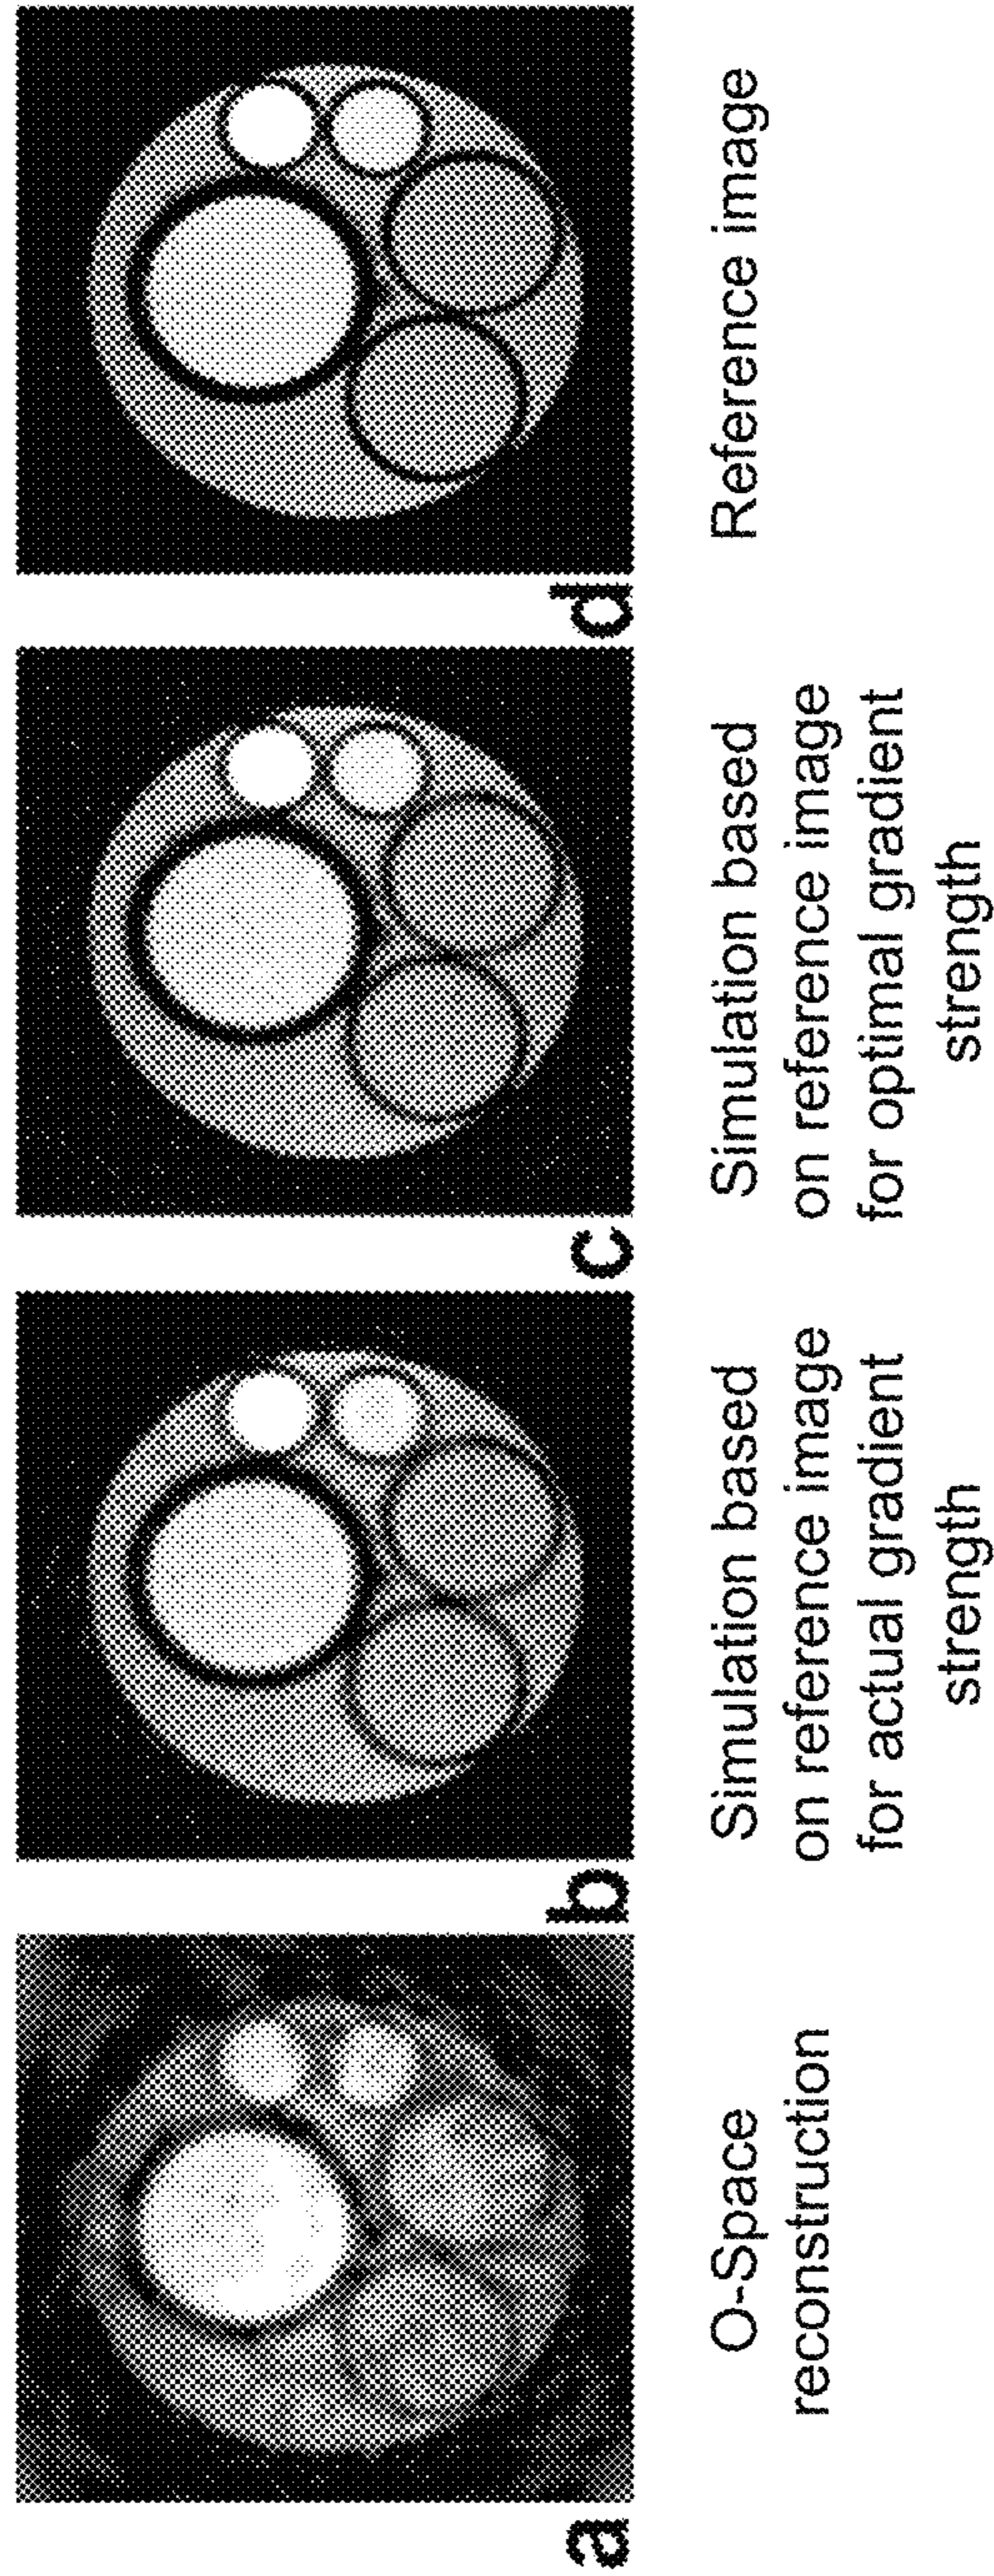 a
O-Space
reconstruction
b
Simulation based
on reference image
for actual gradient
strength
c
Simulation based
on reference image
for optimal gradient
strength
d
Reference image